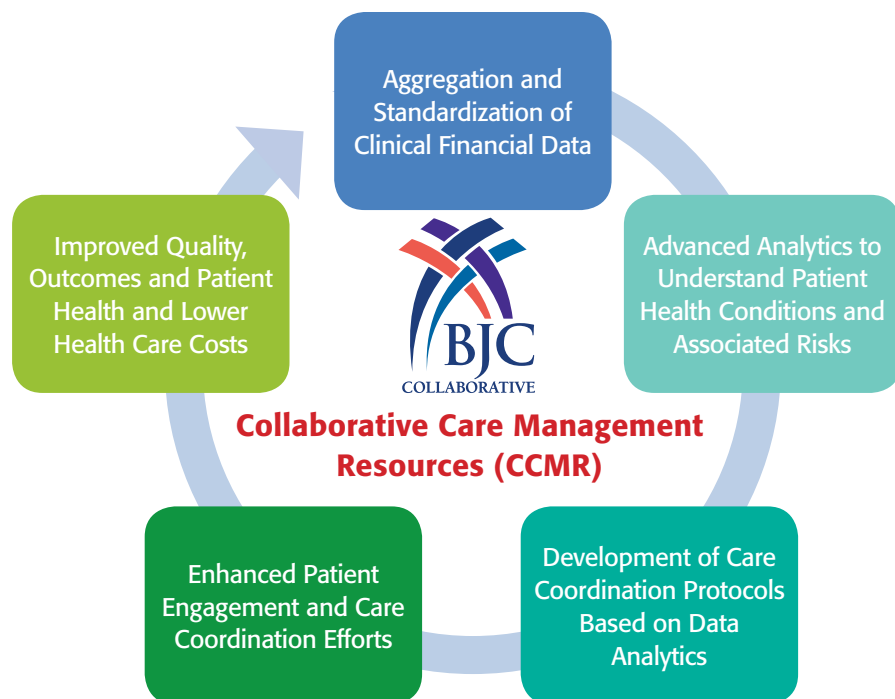 Aggregation and
Standardization of
Clinical Financial Data
Advanced Analytics to
Understand Patient
Health Conditions and
Associated Risks
Development of Care
Coordination Protocols
Based on Data
Analytics
Enhanced Patient
Engagement and Care
Coordination Efforts
Improved Quality,
Outcomes and Patient
Health and Lower
Health Care Costs
BJC
COLLABORATIVE
Collaborative Care Management
Resources (CCMR)